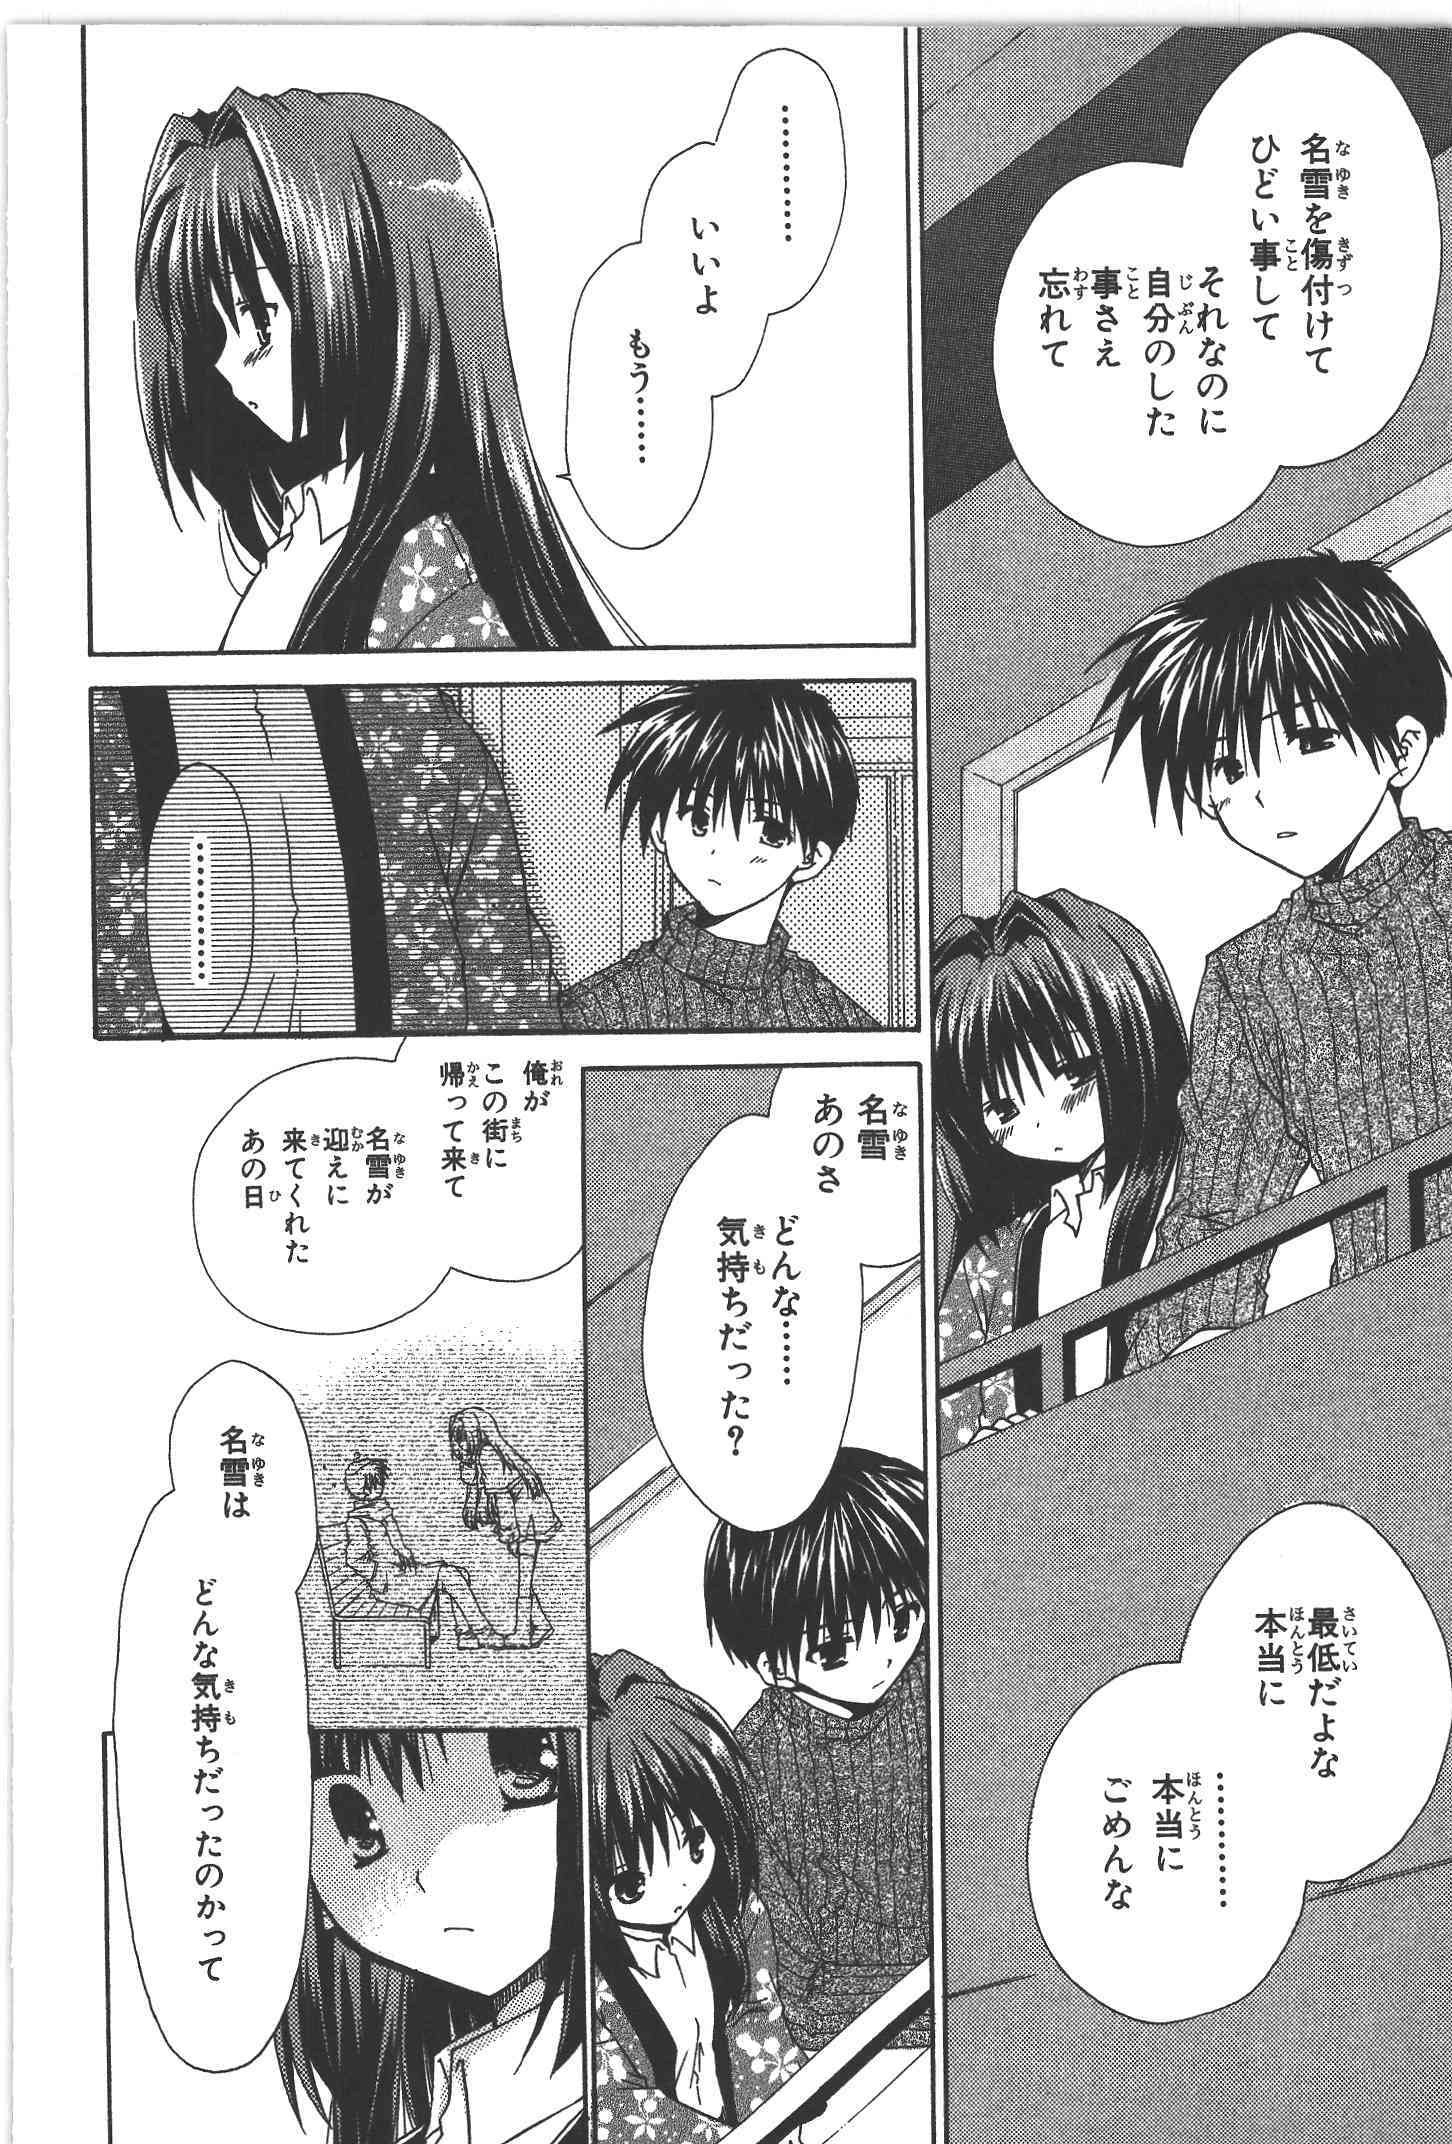 名雪を傷付けて
ひどい事して
それなのに
自分のした
事さえ
忘れて
最低だよな
本当に
…………
本当に
ごめんな
…………
いいよ
もう……
…………
名雪
あのさ
どんな……
気持ちだった？
俺が
この街に
帰って来て
名雪が
迎えに
来てくれた
あの日
名雪は
どんな気持ちだったのかって